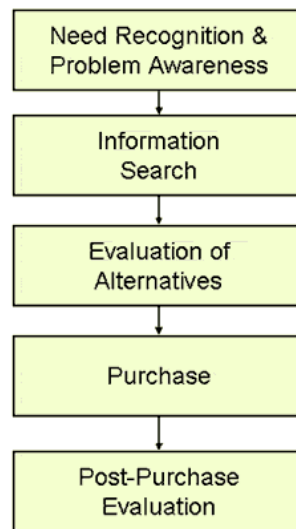 Need Recognition &
Problem Awareness
Information
Search
Evaluation of
Alternatives
Purchase
Post-Purchase
Evaluation